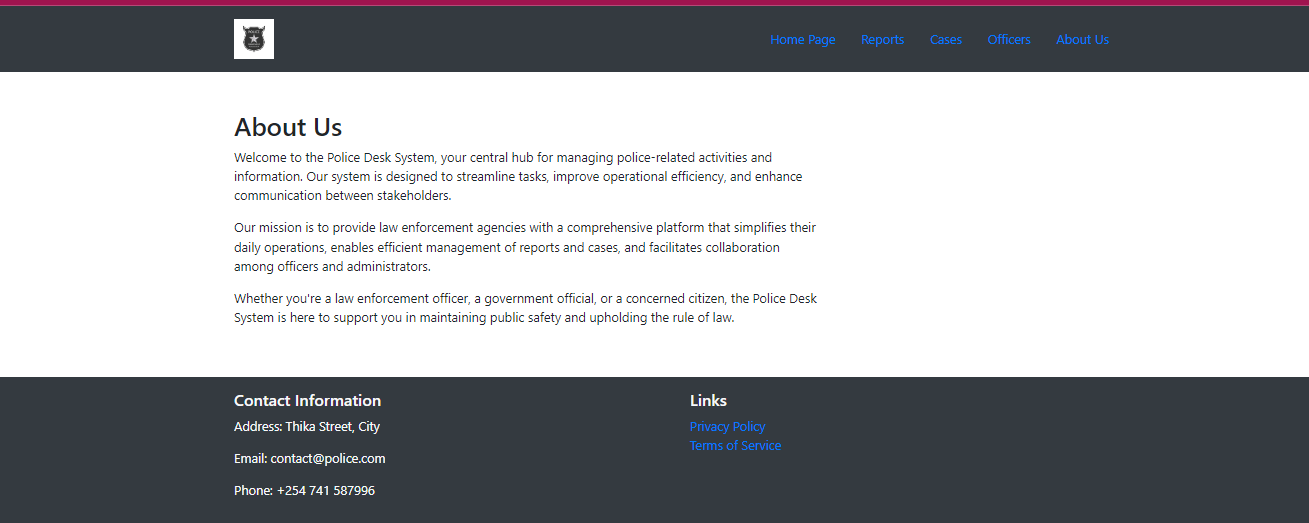 POLICE
Home Page Reports Cases Officers About Us
About Us
Welcome to the Police Desk System, your central hub for managing police-related activities and
information. Our system is designed to streamline tasks, improve operational efficiency, and enhance
communication between stakeholders.
Our mission is to provide law enforcement agencies with a comprehensive platform that simplifies their
daily operations, enables efficient management of reports and cases, and facilitates collaboration
among officers and administrators.
Whether you're a law enforcement officer, a government official, or a concerned citizen, the Police Desk
System is here to support you in maintaining public safety and upholding the rule of law.
Contact Information
Address: Thika Street, City
Email: contact@police.com
Phone: +254 741 587996
Links
Privacy Policy
Terms of Service